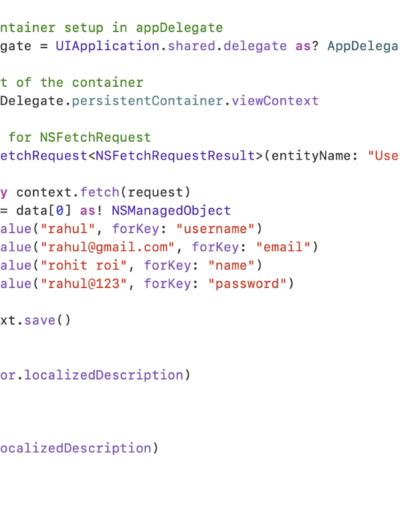 ntainer setup in appDelegate
gate = UIApplication.shared.delegate as? AppDelega
t of the container
Delegate.persistentContainer.viewContext
for NSFetchRequest
etchRequest<NSFetchRequestResult>(entityName: "Use
y context.fetch(request)
= data[0] as! NSManagedObject
alue("rahul", forKey: "username")
alue("rahul@gmail.com", forKey: "email")
alue("rohit roi", forKey: "name")
alue("rahul@123", forKey: "password")
xt.save()
or.localizedDescription)
ocalizedDescription)